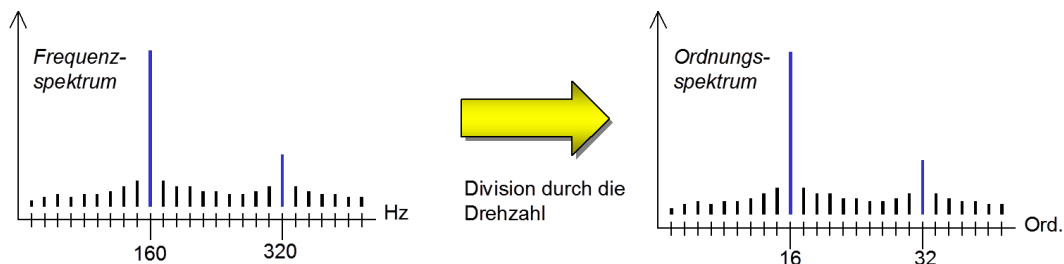 Frequenz-
spektrum
Hz
160
320
Division durch die
Drehzahl
Ordnungs-
spektrum
Ord.
16
32